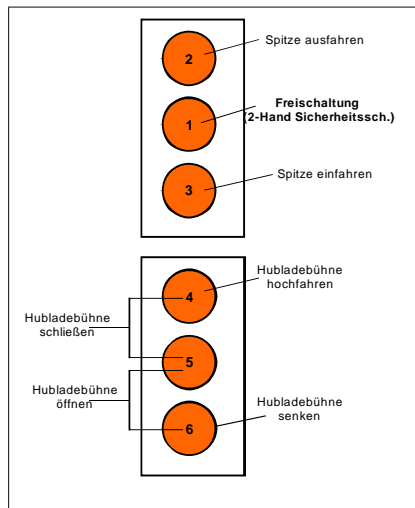 2
Spitze ausfahren
1
Freischaltung
(2-Hand Sicherheitssch.)
3
Spitze einfahren
4
Hubladebühne
hochfahren
Hubladebühne
schließen
5
Hubladebühne
öffnen
6
Hubladebühne
senken